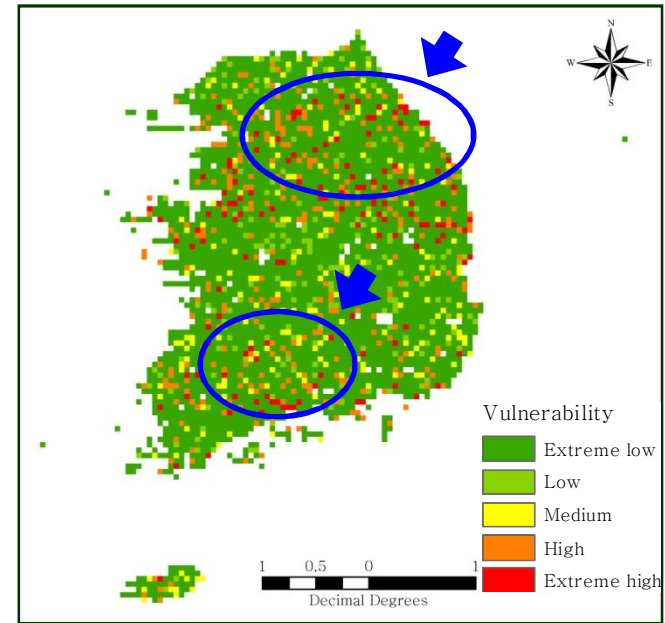 N
W E
S
Vulnerability
Extreme low
Low
Medium
High
Extreme high
1 0.5 0 1
Decimal Degrees